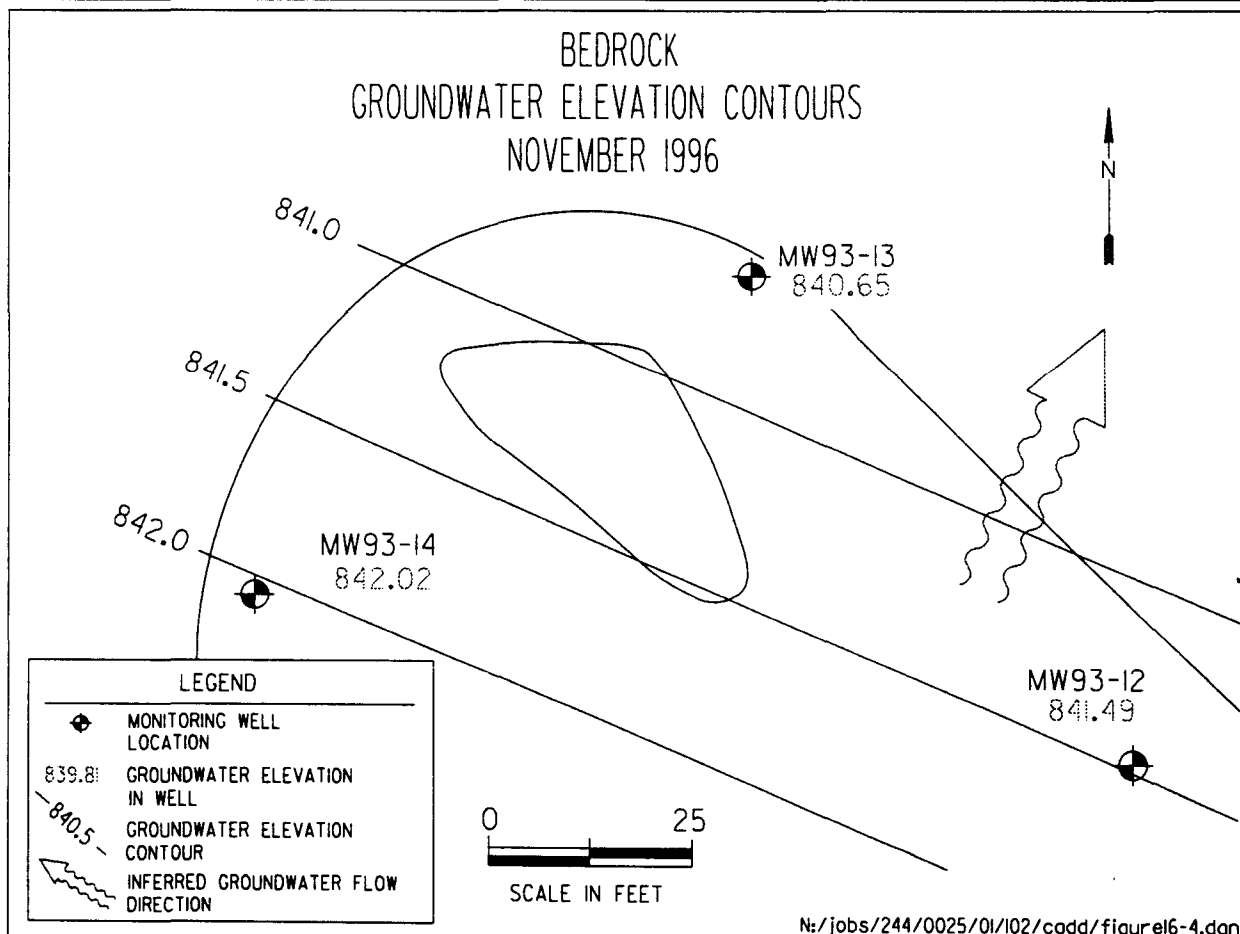 BEDROCK
GROUNDWATER ELEVATION CONTOURS
NOVEMBER 1996
N
841.0
MW93-13
840.65
841.5
842.0
MW93-14
842.02
MW93-12
841.49
LEGEND
MONITORING WELL
LOCATION
839.81 GROUNDWATER ELEVATION
IN WELL
840.5 GROUNDWATER ELEVATION
CONTOUR
INFERRED GROUNDWATER FLOW
DIRECTION
0 25
SCALE IN FEET
N:/jobs/244/0025/01/102/cadd/figure16-4.dgn